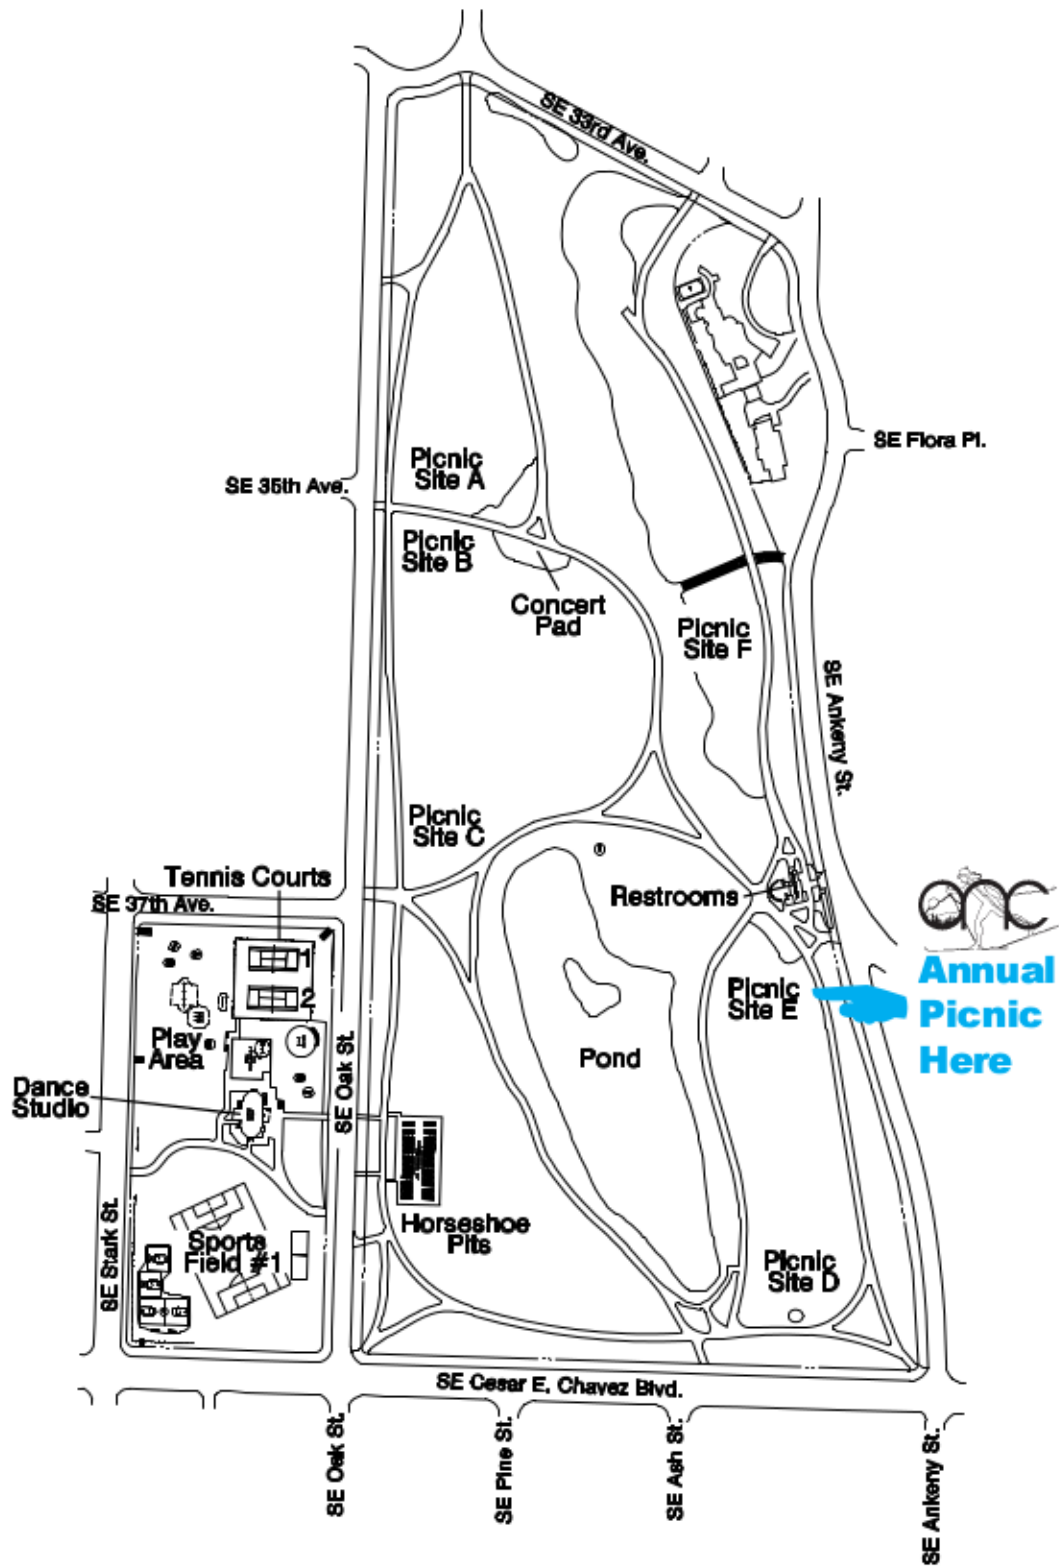 SE 33rd Ave.
SE Flora Pl.
Picnic
Site A
SE 35th Ave.
Picnic
Site B
Concert
Pad
Picnic
Site F
SE Ankeny St.
Picnic
Site C
Tennis Courts
Restrooms
SE 37th Ave.
1
2
Play
Area
Dance
Studio
SE Oak St.
Pond
Picnic
Site E
anc
Annual
Picnic
Here
SE Stark St.
Sports
Field #1
Horseshoe
Pits
Picnic
Site D
SE Cesar E. Chavez Blvd.
SE Oak St.
SE Pine St.
SE Ash St.
SE Ankeny St.